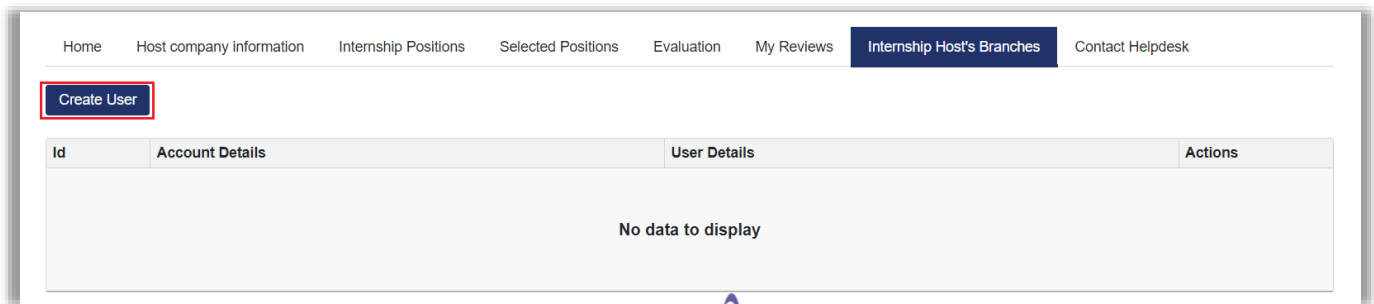 Home Host company information Internship Positions Selected Positions Evaluation My Reviews Internship Host's Branches Contact Helpdesk
Create User
Id Account Details User Details Actions
No data to display